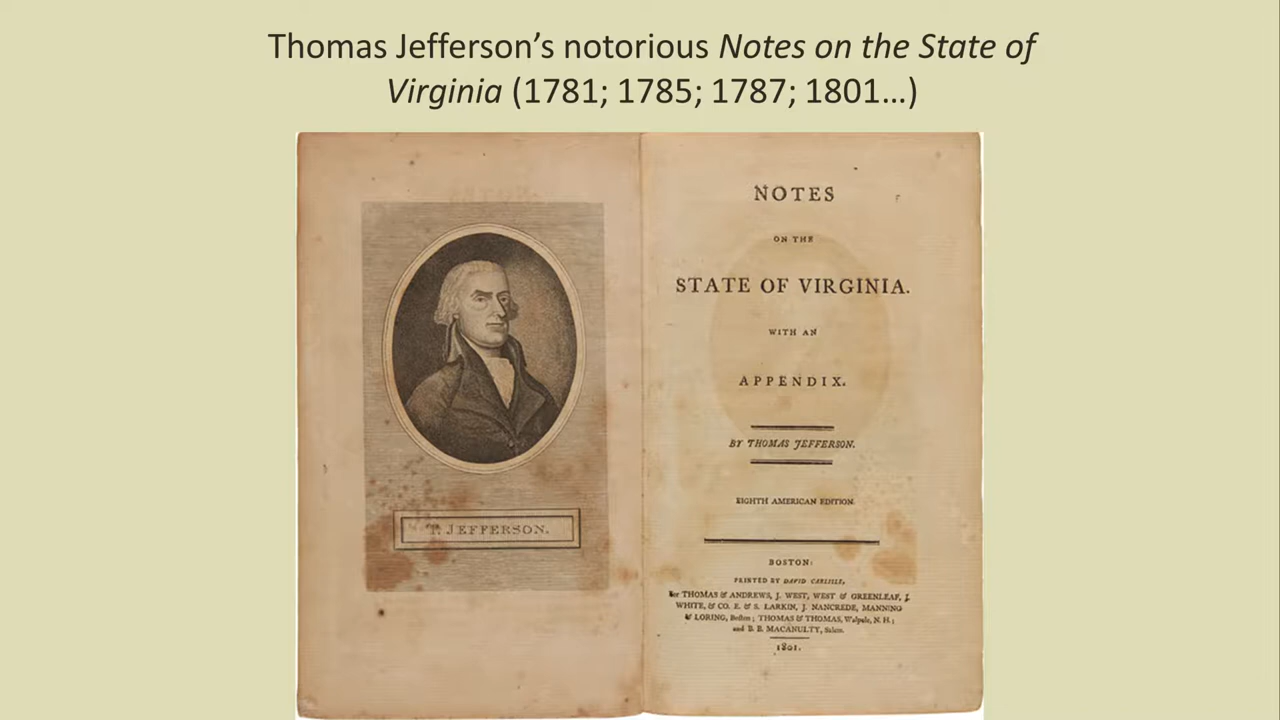 Thomas Jefferson's notorious Notes on the State of
Virginia (1781; 1785; 1787; 1801…)
T. JEFFERSON.
NOTES
ON THE
STATE OF VIRGINIA.
WITH AN
APPENDIX.
BY THOMAS JEFFERSON.
EIGHTH AMERICAN EDITION.
BOSTON:
PRINTED BY DAVID CARLISLE,
For THOMAS & ANDREWS, J. WEST, WEST & GREENLEAF, J.
WHITE, & CO. E. & S. LARKIN, J. NANCREDE, MANNING
& LORING, Boston; THOMAS & THOMAS, Walpole, N. H.;
and B. B. MACANULTY, Salem.
1801.